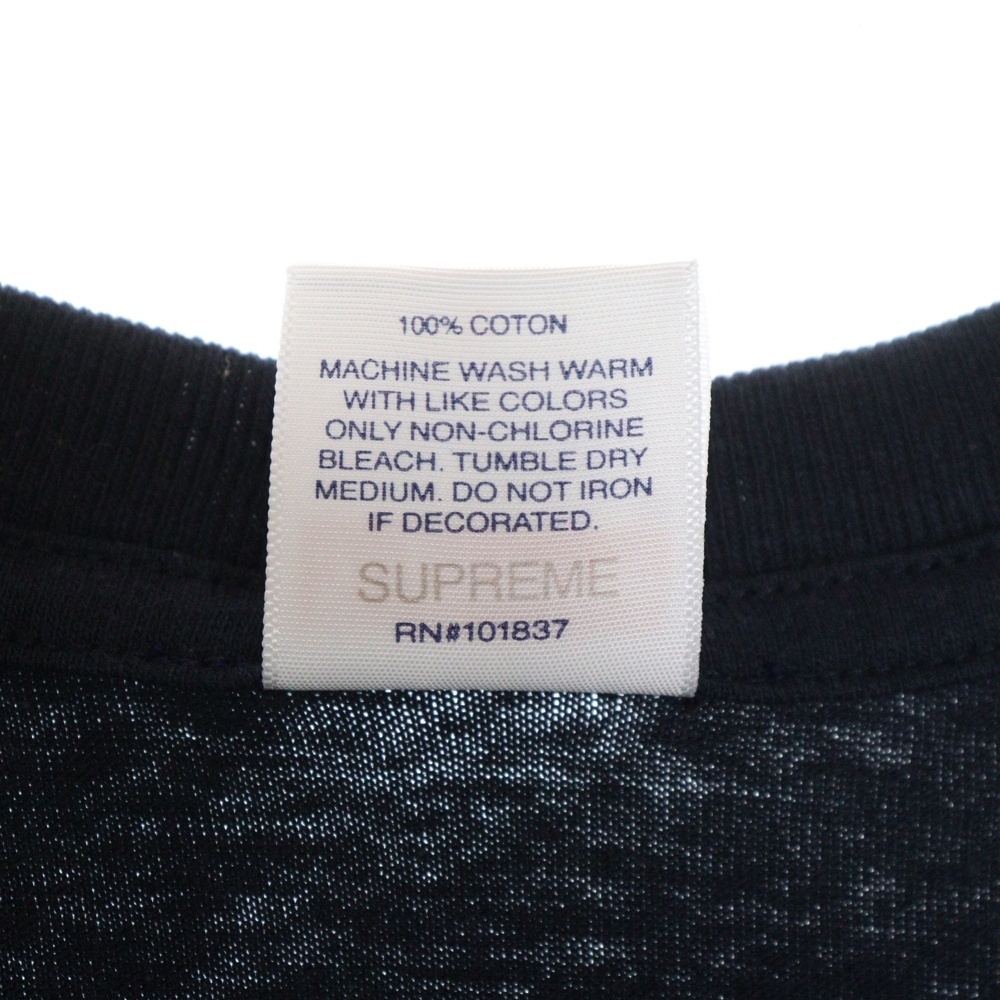 100% COTON
MACHINE WASH WARM
WITH LIKE COLORS
ONLY NON-CHLORINE
BLEACH. TUMBLE DRY
MEDIUM. DO NOT IRON
IF DECORATED.
SUPREME
RN#101837